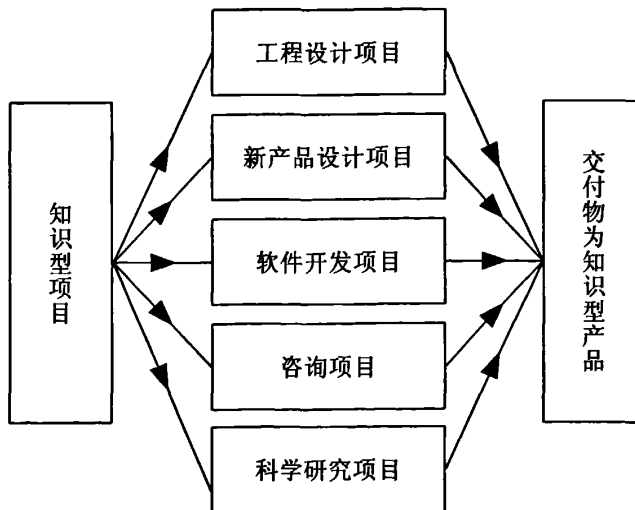 知识型项目
工程设计项目
新产品设计项目
软件开发项目
咨询项目
科学研究项目
交付物为知识型产品